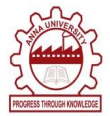 ANNA UNIVERSITY
PROGRESS THROUGH KNOWLEDGE